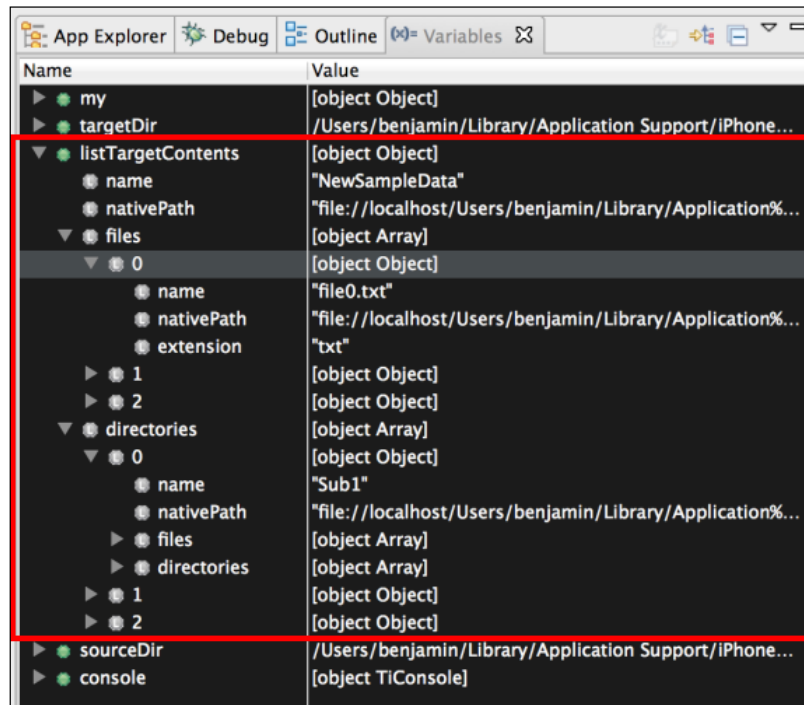 App Explorer Debug Outline (x)= Variables
Name Value
my [object Object]
targetDir /Users/benjamin/Library/Application Support/iPhone...
listTargetContents [object Object]
name "NewSampleData"
nativePath "file://localhost/Users/benjamin/Library/Application%...
files [object Array]
0 [object Object]
name "file0.txt"
nativePath "file://localhost/Users/benjamin/Library/Application%...
extension "txt"
1 [object Object]
2 [object Object]
directories [object Array]
0 [object Object]
name "Sub1"
nativePath "file://localhost/Users/benjamin/Library/Application%...
files [object Array]
directories [object Array]
1 [object Object]
2 [object Object]
sourceDir /Users/benjamin/Library/Application Support/iPhone...
console [object TiConsole]